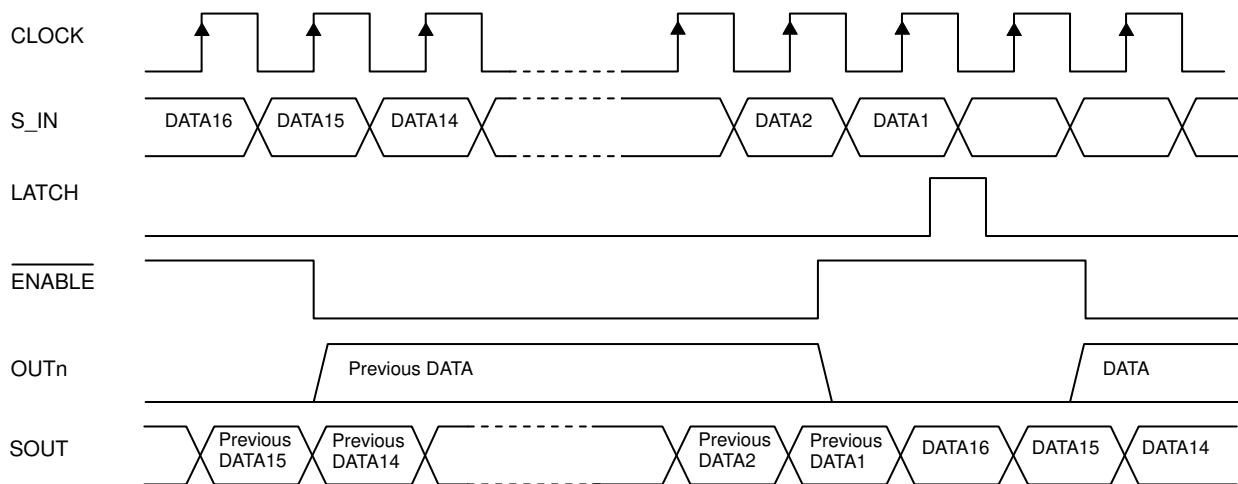 CLOCK
S_IN
DATA16 DATA15 DATA14 DATA2 DATA1
LATCH
ENABLE
OUTn
Previous DATA DATA
SOUT
Previous DATA15
Previous DATA14
Previous DATA2
Previous DATA1
DATA16 DATA15 DATA14